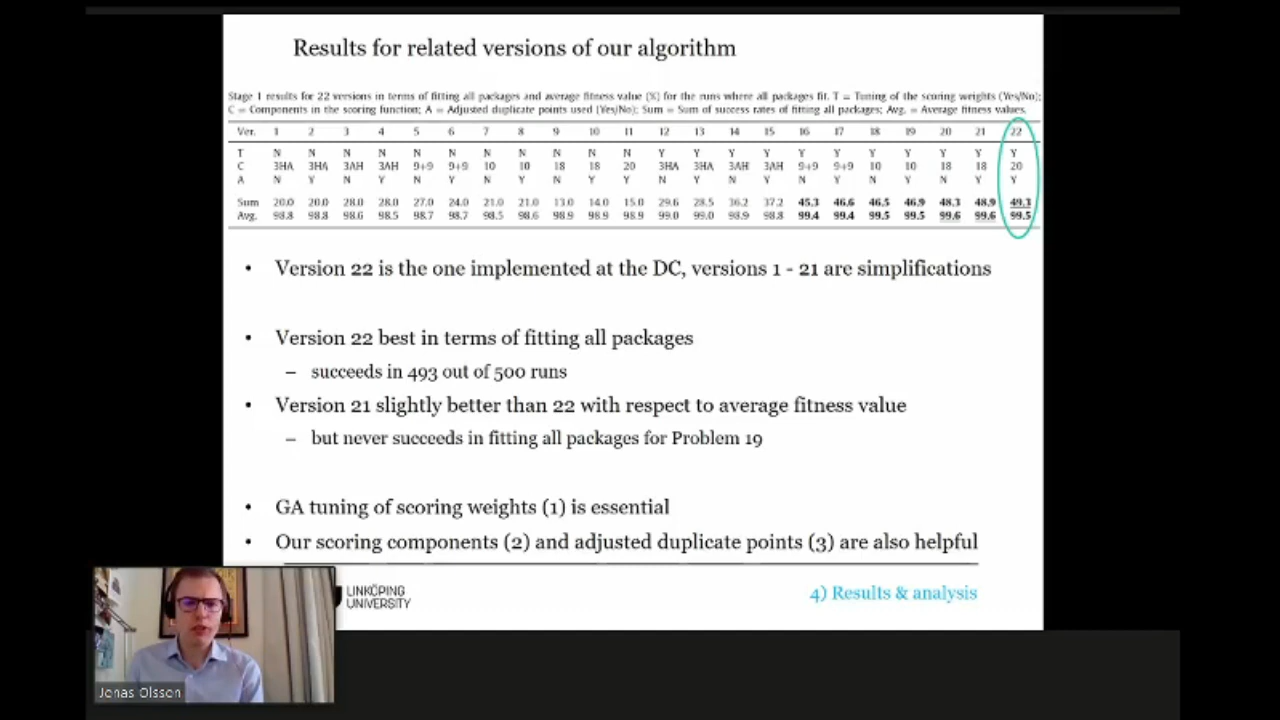 Results for related versions of our algorithm
Stage 1 results for 22 versions in terms of fitting all packages and average fitness value (%) for the runs where all packages fit. T = Tuning of the scoring weights (Yes/No);
C = Components in the scoring function; A = Adjusted duplicate points used (Yes/No); Sum = Sum of success rates of fitting all packages; Avg. = Average fitness values.
Ver. 1 2 3 4 5 6 7 8 9 10 11 12 13 14 15 16 17 18 19 20 21 22
T N N N N N N N N N N N Y Y Y Y Y Y Y Y Y Y Y
C 3HA 3HA 3AH 3AH 9+9 9+9 10 10 18 18 20 3HA 3HA 3AH 3AH 9+9 9+9 10 10 18 18 20
A N Y N Y N Y N Y N Y Y N Y N Y N Y N Y N Y Y
Sum 20.0 20.0 28.0 28.0 27.0 24.0 21.0 21.0 13.0 14.0 15.0 29.6 28.5 36.2 37.2 45.3 46.6 46.5 46.9 48.3 48.9 49.3
Avg. 98.8 98.8 98.6 98.5 98.7 98.7 98.5 98.6 98.9 98.9 98.9 99.0 99.0 98.9 98.8 99.4 99.4 99.5 99.5 99.6 99.6 99.5
• Version 22 is the one implemented at the DC, versions 1 - 21 are simplifications
• Version 22 best in terms of fitting all packages
– succeeds in 493 out of 500 runs
• Version 21 slightly better than 22 with respect to average fitness value
– but never succeeds in fitting all packages for Problem 19
• GA tuning of scoring weights (1) is essential
• Our scoring components (2) and adjusted duplicate points (3) are also helpful
LINKÖPING
UNIVERSITY
4) Results & analysis
Jonas Olsson